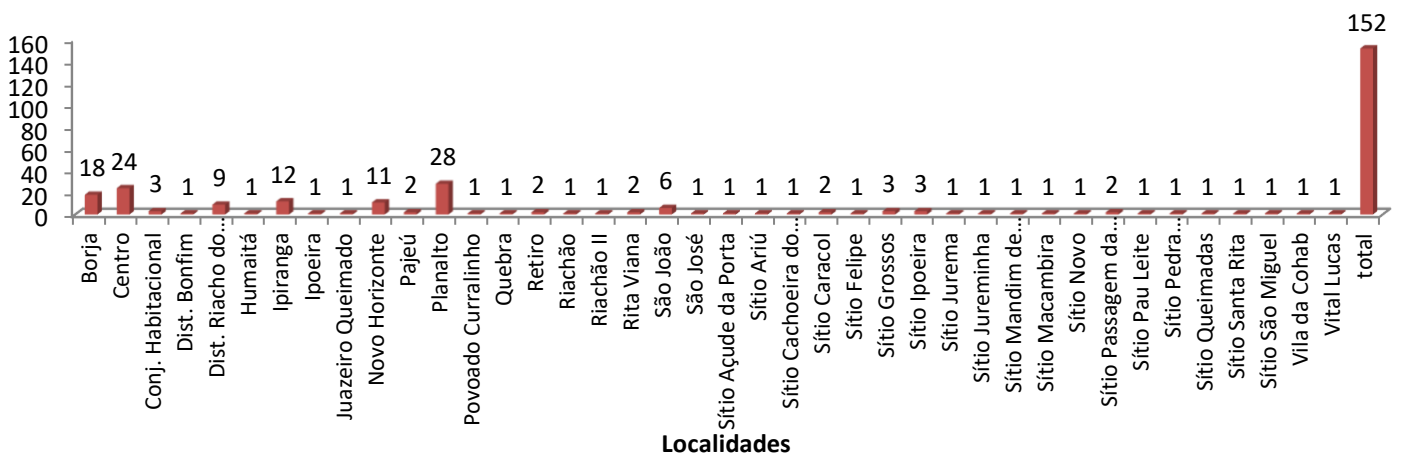 152
160
140
120
100
80
60
40
20
0
18
24
3
1
9
1
12
1
1
11
2
28
1
1
2
1
1
2
6
1
1
1
1
2
1
3
3
1
1
1
1
1
2
1
1
1
1
1
1
1
Borja
Centro
Conj. Habitacional
Dist. Bonfim
Dist. Riacho do...
Humaitá
Ipiranga
Ipoeira
Juazeiro Queimado
Novo Horizonte
Pajeú
Planalto
Povoado Curralinho
Quebra
Retiro
Riachão
Riachão II
Rita Viana
São João
São José
Sítio Açude da Porta
Sítio Ariú
Sítio Cachoeira do...
Sítio Caracol
Sítio Felipe
Sítio Grossos
Sítio Ipoeira
Sítio Jurema
Sítio Jureminha
Sítio Mandim de...
Sítio Macambira
Sítio Novo
Sítio Passagem da...
Sítio Pau Leite
Sítio Pedra...
Sítio Queimadas
Sítio Santa Rita
Sítio São Miguel
Vila da Cohab
Vital Lucas
total
Localidades